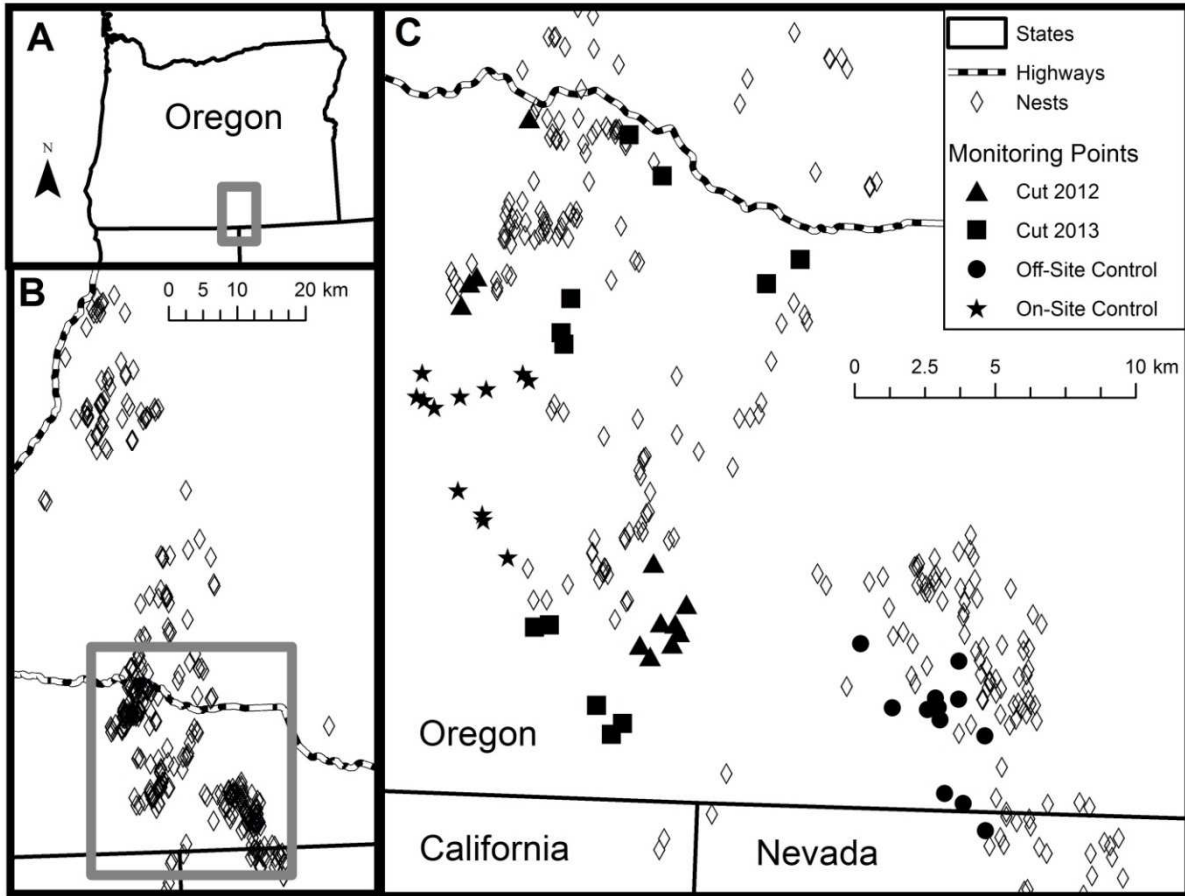 A
Oregon
N
B
0 5 10 20 km
C
States
Highways
Nests
Monitoring Points
Cut 2012
Cut 2013
Off-Site Control
On-Site Control
0 2.5 5 10 km
Oregon
California
Nevada